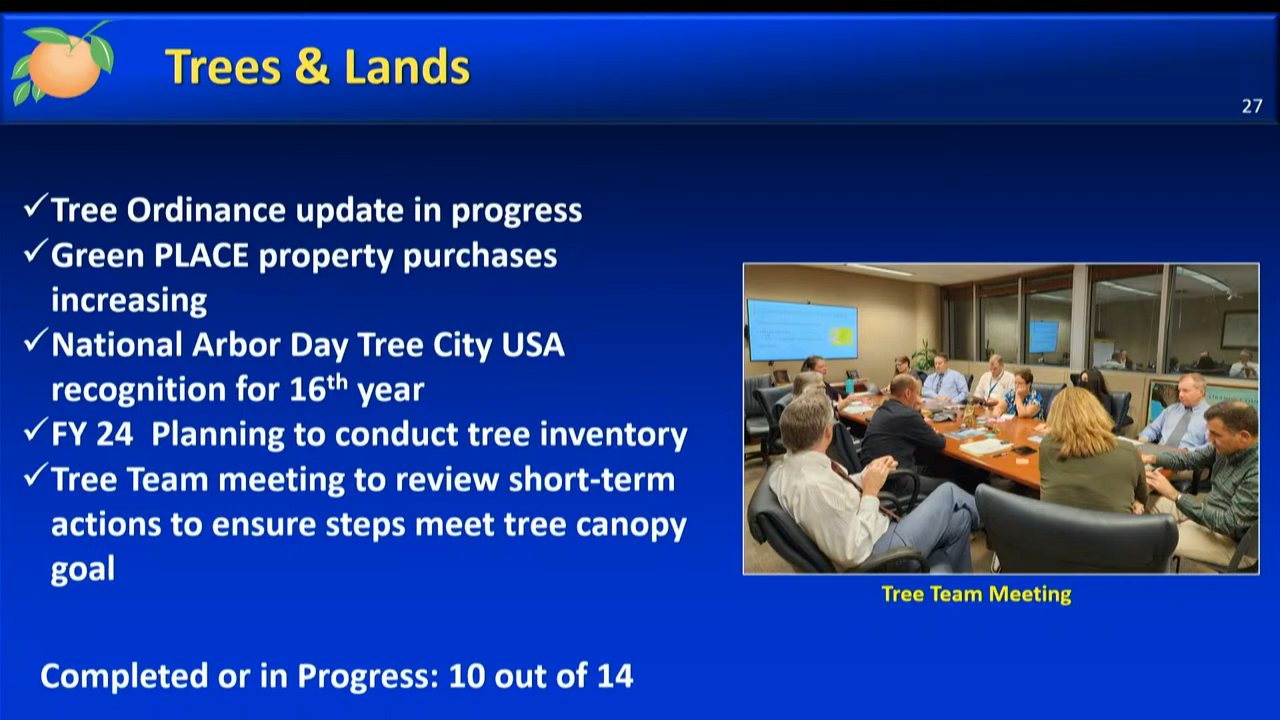 Trees & Lands
27
✓Tree Ordinance update in progress
✓Green PLACE property purchases
increasing
✓National Arbor Day Tree City USA
recognition for 16th year
✓FY 24  Planning to conduct tree inventory
✓Tree Team meeting to review short-term
actions to ensure steps meet tree canopy
goal
Tree Team Meeting
Completed or in Progress: 10 out of 14